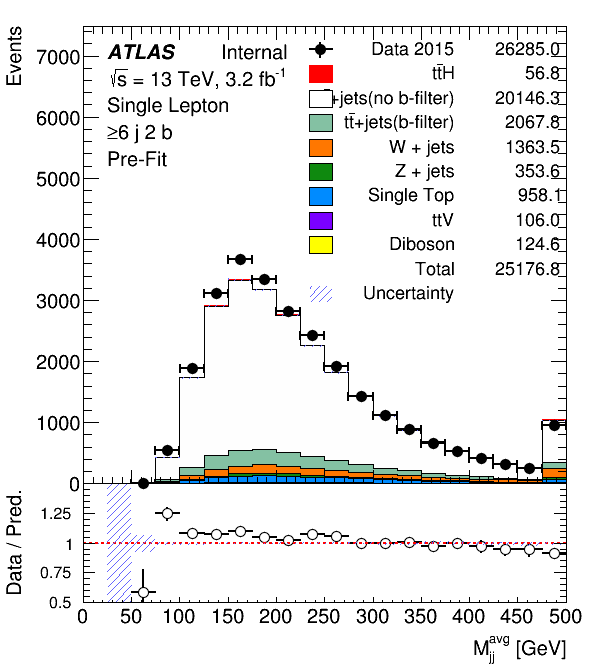 Events
7000
6000
5000
4000
3000
2000
1000
0
ATLAS Internal
√s = 13 TeV, 3.2 fb-1
Single Lepton
≥6 j 2 b
Pre-Fit
Data 2015 26285.0
tt̄H 56.8
+jets(no b-filter) 20146.3
tt̄+jets(b-filter) 2067.8
W + jets 1363.5
Z + jets 353.6
Single Top 958.1
ttV 106.0
Diboson 124.6
Total 25176.8
Uncertainty
Data / Pred.
1.25
1
0.75
0.5
0 50 100 150 200 250 300 350 400 450 500
M_jj^avg [GeV]